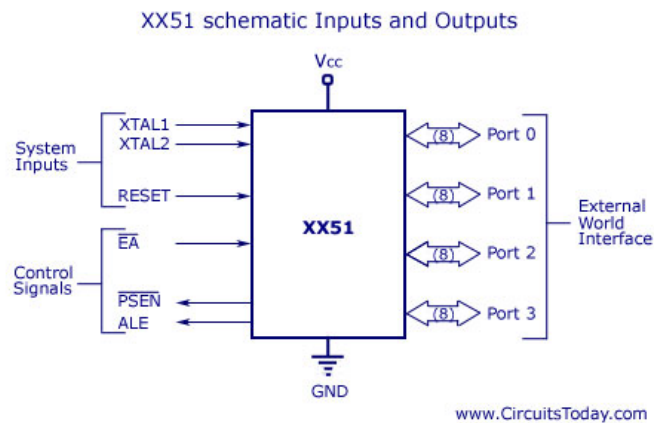 XX51 schematic Inputs and Outputs
Vcc
XTAL1
XTAL2
System
Inputs
RESET
EA
Control
Signals
PSEN
ALE
XX51
(8) Port 0
(8) Port 1
(8) Port 2
(8) Port 3
External
World
Interface
GND
www.CircuitsToday.com